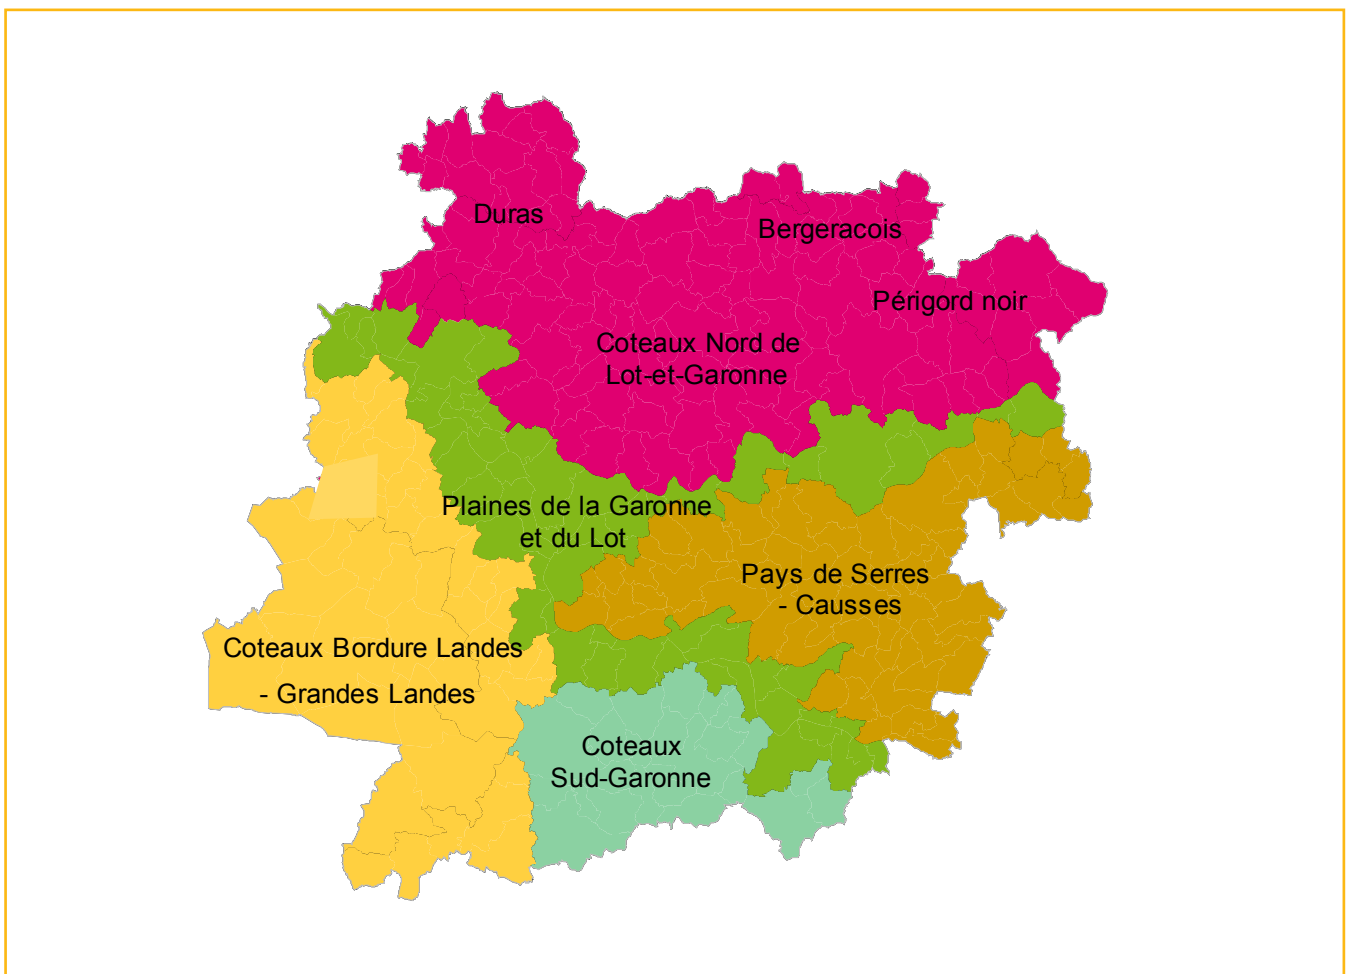 Duras
Bergeracois
Périgord noir
Coteaux Nord de
Lot-et-Garonne
Plaines de la Garonne
et du Lot
Pays de Serres
- Causses
Coteaux Bordure Landes
- Grandes Landes
Coteaux
Sud-Garonne